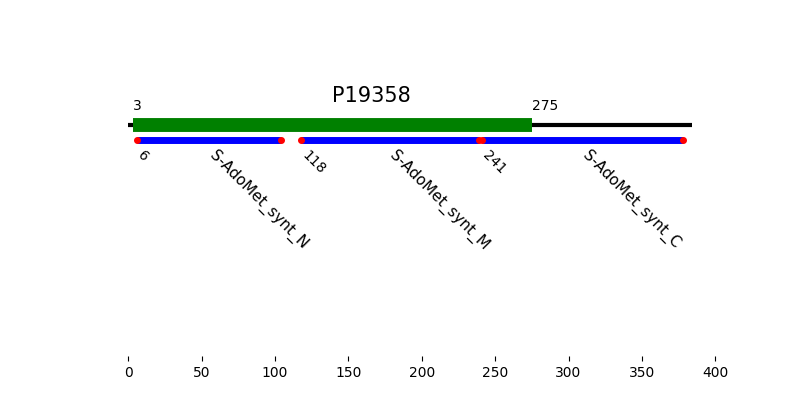 P19358
3 275
6 S-AdoMet_synt_N 118 S-AdoMet_synt_M 241 S-AdoMet_synt_C
0 50 100 150 200 250 300 350 400